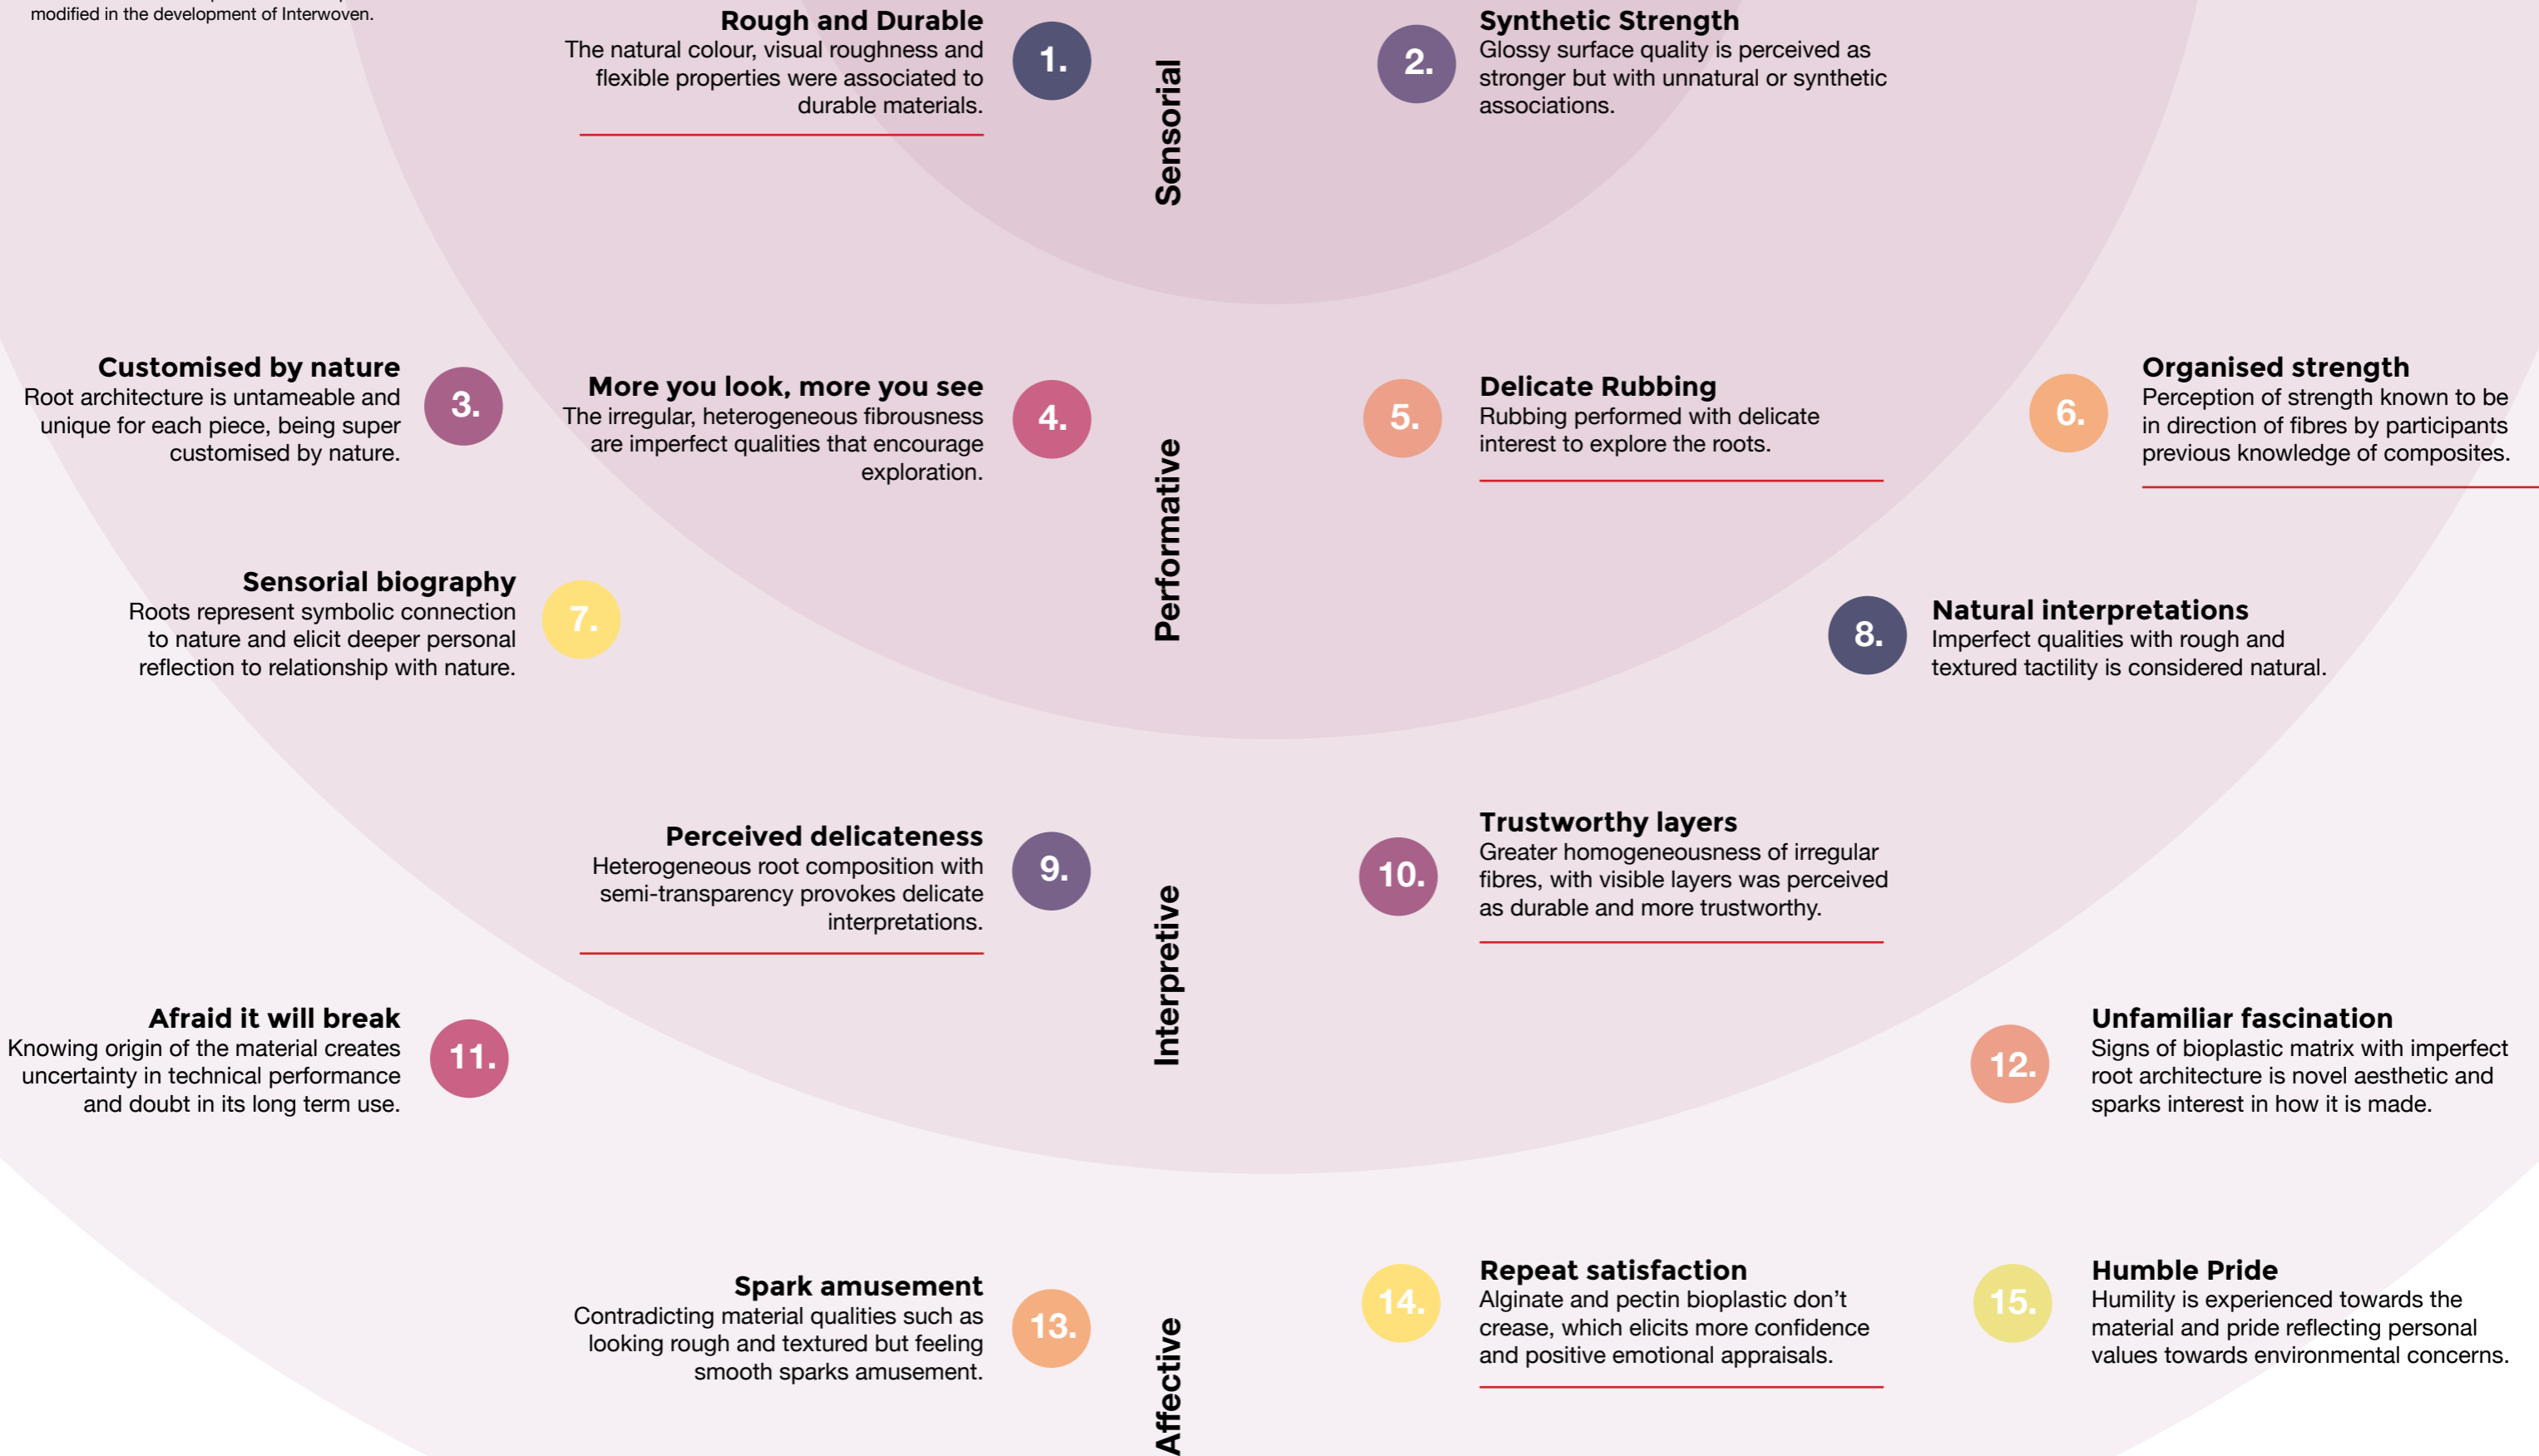 modified in the development of Interwoven.
Rough and Durable
The natural colour, visual roughness and
flexible properties were associated to
durable materials.
1.
Sensorial
2.
Synthetic Strength
Glossy surface quality is perceived as
stronger but with unnatural or synthetic
associations.
Customised by nature
Root architecture is untameable and
unique for each piece, being super
customised by nature.
3.
More you look, more you see
The irregular, heterogeneous fibrousness
are imperfect qualities that encourage
exploration.
4.
Performative
5.
Delicate Rubbing
Rubbing performed with delicate
interest to explore the roots.
6.
Organised strength
Perception of strength known to be
in direction of fibres by participants
previous knowledge of composites.
Sensorial biography
Roots represent symbolic connection
to nature and elicit deeper personal
reflection to relationship with nature.
7.
8.
Natural interpretations
Imperfect qualities with rough and
textured tactility is considered natural.
Perceived delicateness
Heterogeneous root composition with
semi-transparency provokes delicate
interpretations.
9.
Interpretive
10.
Trustworthy layers
Greater homogeneousness of irregular
fibres, with visible layers was perceived
as durable and more trustworthy.
Afraid it will break
Knowing origin of the material creates
uncertainty in technical performance
and doubt in its long term use.
11.
12.
Unfamiliar fascination
Signs of bioplastic matrix with imperfect
root architecture is novel aesthetic and
sparks interest in how it is made.
Spark amusement
Contradicting material qualities such as
looking rough and textured but feeling
smooth sparks amusement.
13.
Affective
14.
Repeat satisfaction
Alginate and pectin bioplastic don’t
crease, which elicits more confidence
and positive emotional appraisals.
15.
Humble Pride
Humility is experienced towards the
material and pride reflecting personal
values towards environmental concerns.